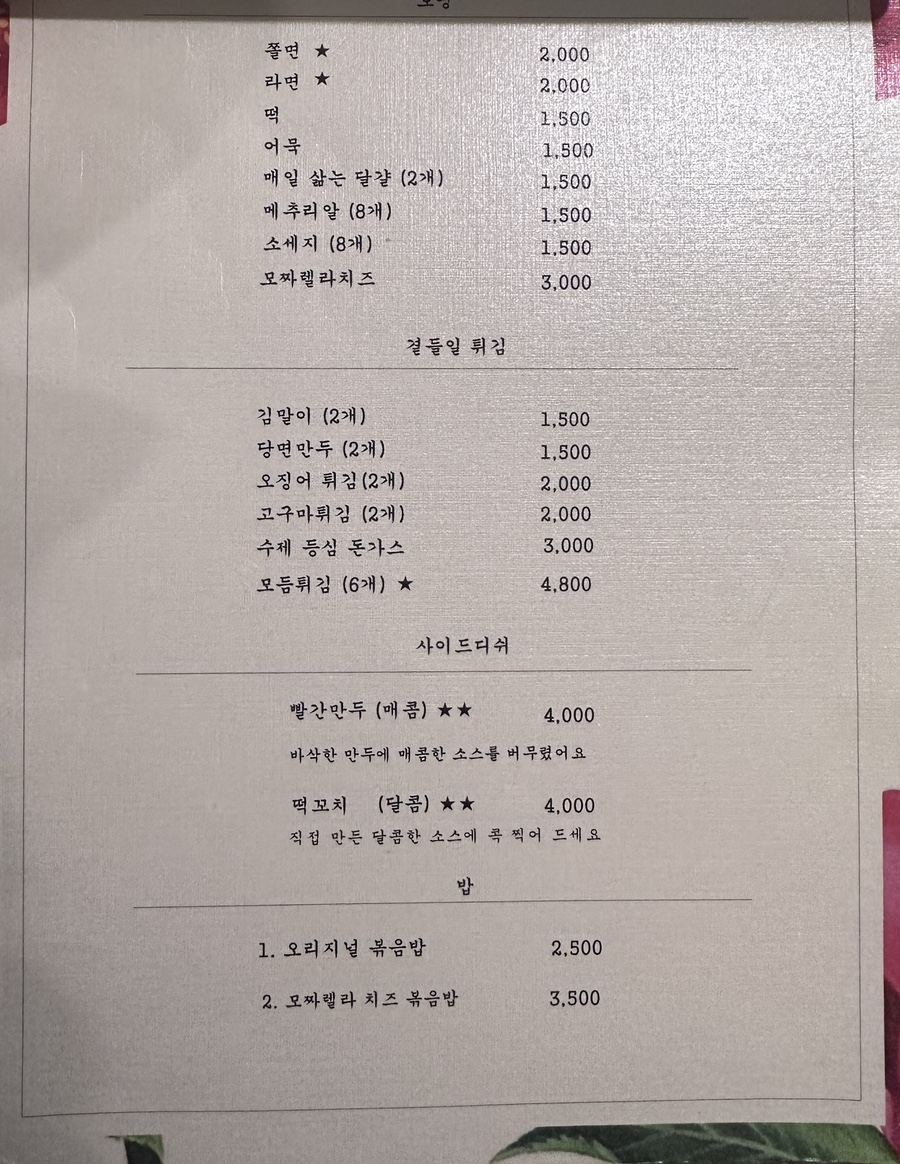 쫄면 ★ 2,000
라면 ★ 2,000
떡 1,500
어묵 1,500
매일 삶는 달걀 (2개) 1,500
메추리알 (8개) 1,500
소세지 (8개) 1,500
모짜렐라치즈 3,000
곁들일 튀김
김말이 (2개) 1,500
당면만두 (2개) 1,500
오징어 튀김(2개) 2,000
고구마튀김 (2개) 2,000
수제 등심 돈가스 3,000
모듬튀김 (6개) ★ 4,800
사이드디쉬
빨간만두 (매콤) ★★ 4,000
바삭한 만두에 매콤한 소스를 버무렸어요
떡꼬치 (달콤) ★★ 4,000
직접 만든 달콤한 소스에 콕 찍어 드세요
밥
1. 오리지널 볶음밥 2,500
2. 모짜렐라 치즈 볶음밥 3,500